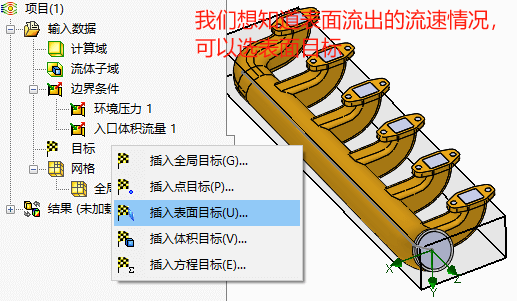 项目(1)
输入数据
计算域
流体子域
边界条件
环境压力 1
入口体积流量 1
目标
网格
全局
结果 (未加载
插入全局目标(G)...
插入点目标(P)...
插入表面目标(U)...
插入体积目标(V)...
插入方程目标(E)...
我们想知道表面流出的流速情况，
可以选表面目标
X
Y
Z